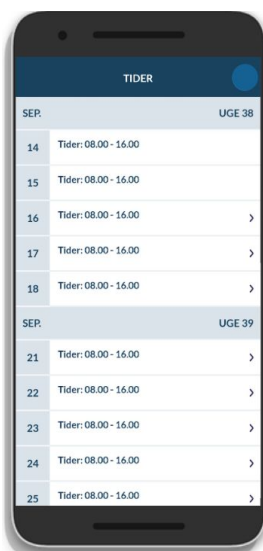 TIDER
SEP. UGE 38
14 Tider: 08.00 - 16.00
15 Tider: 08.00 - 16.00
16 Tider: 08.00 - 16.00
17 Tider: 08.00 - 16.00
18 Tider: 08.00 - 16.00
SEP. UGE 39
21 Tider: 08.00 - 16.00
22 Tider: 08.00 - 16.00
23 Tider: 08.00 - 16.00
24 Tider: 08.00 - 16.00
25 Tider: 08.00 - 16.00